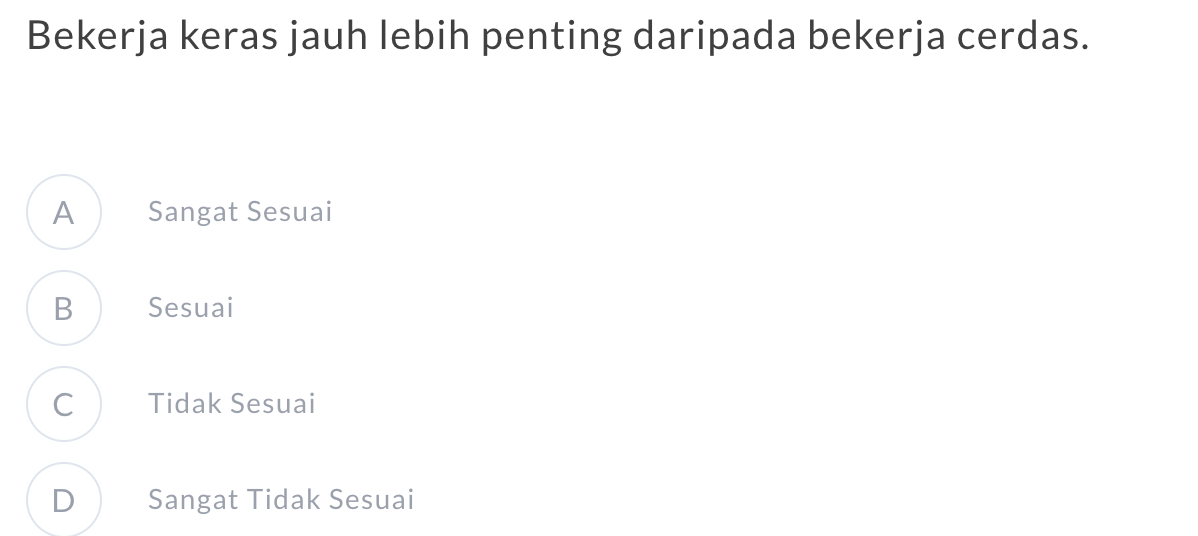 Bekerja keras jauh lebih penting daripada bekerja cerdas.
A Sangat Sesuai
B Sesuai
C Tidak Sesuai
D Sangat Tidak Sesuai